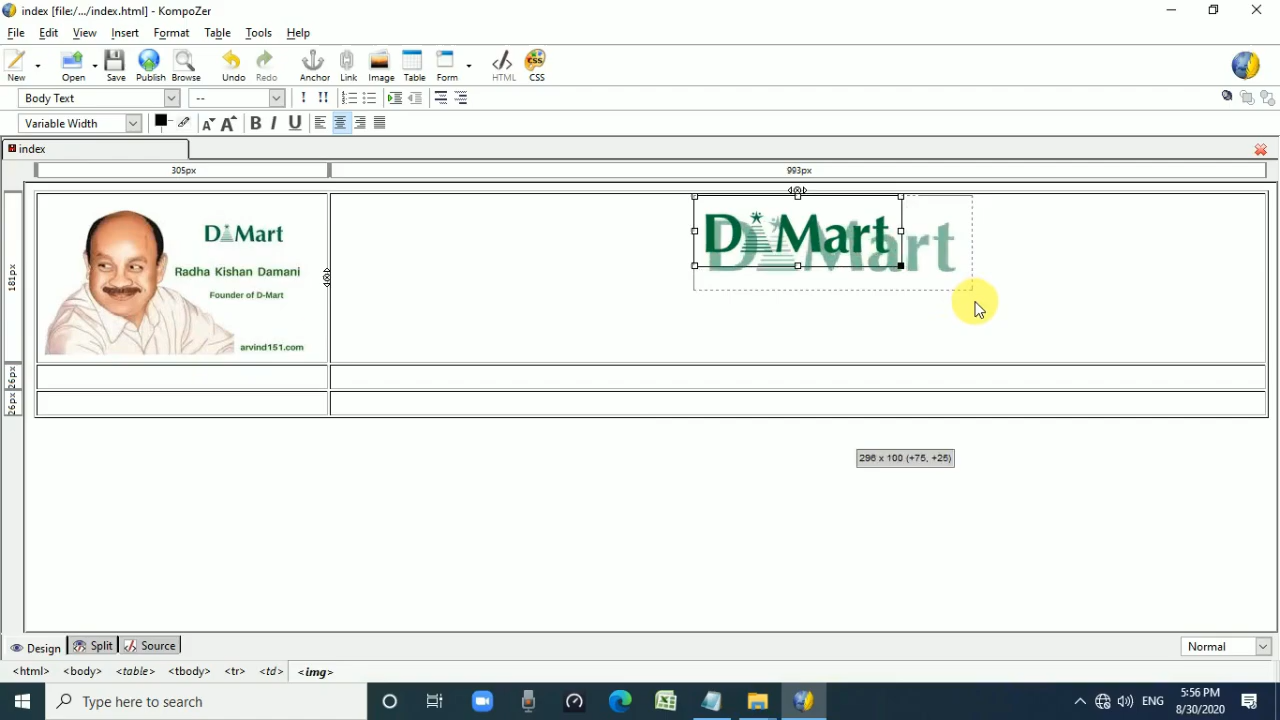 index [file:/.../index.html] - KompoZer
File Edit View Insert Format Table Tools Help
New Open Save Publish Browse Undo Redo Anchor Link Image Table Form HTML CSS
Body Text --
Variable Width
index
305px 993px
181px
26px
26px
D Mart
Radha Kishan Damani
Founder of D-Mart
arvind151.com
D Mart
D Mart
296 x 100 (+75, +25)
Design Split Source Normal
<html> <body> <table> <tbody> <tr> <td> <img>
Type here to search
ENG
5:56 PM
8/30/2020